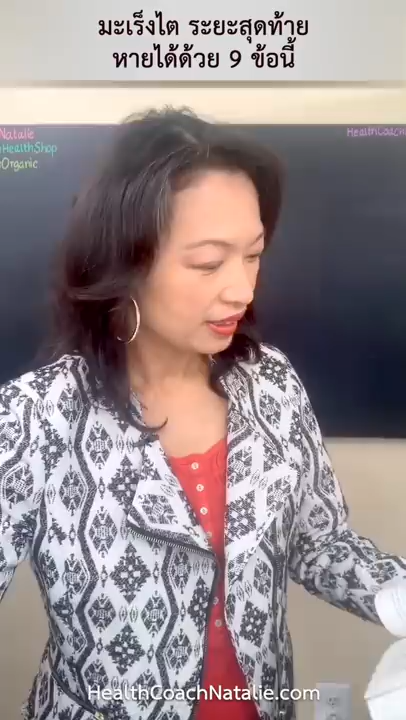 มะเร็งไต ระยะสุดท้าย
หายได้ด้วย 9 ข้อนี้
Natalie
HealthShop
Organic
HealthCoach
HealthCoachNatalie.com